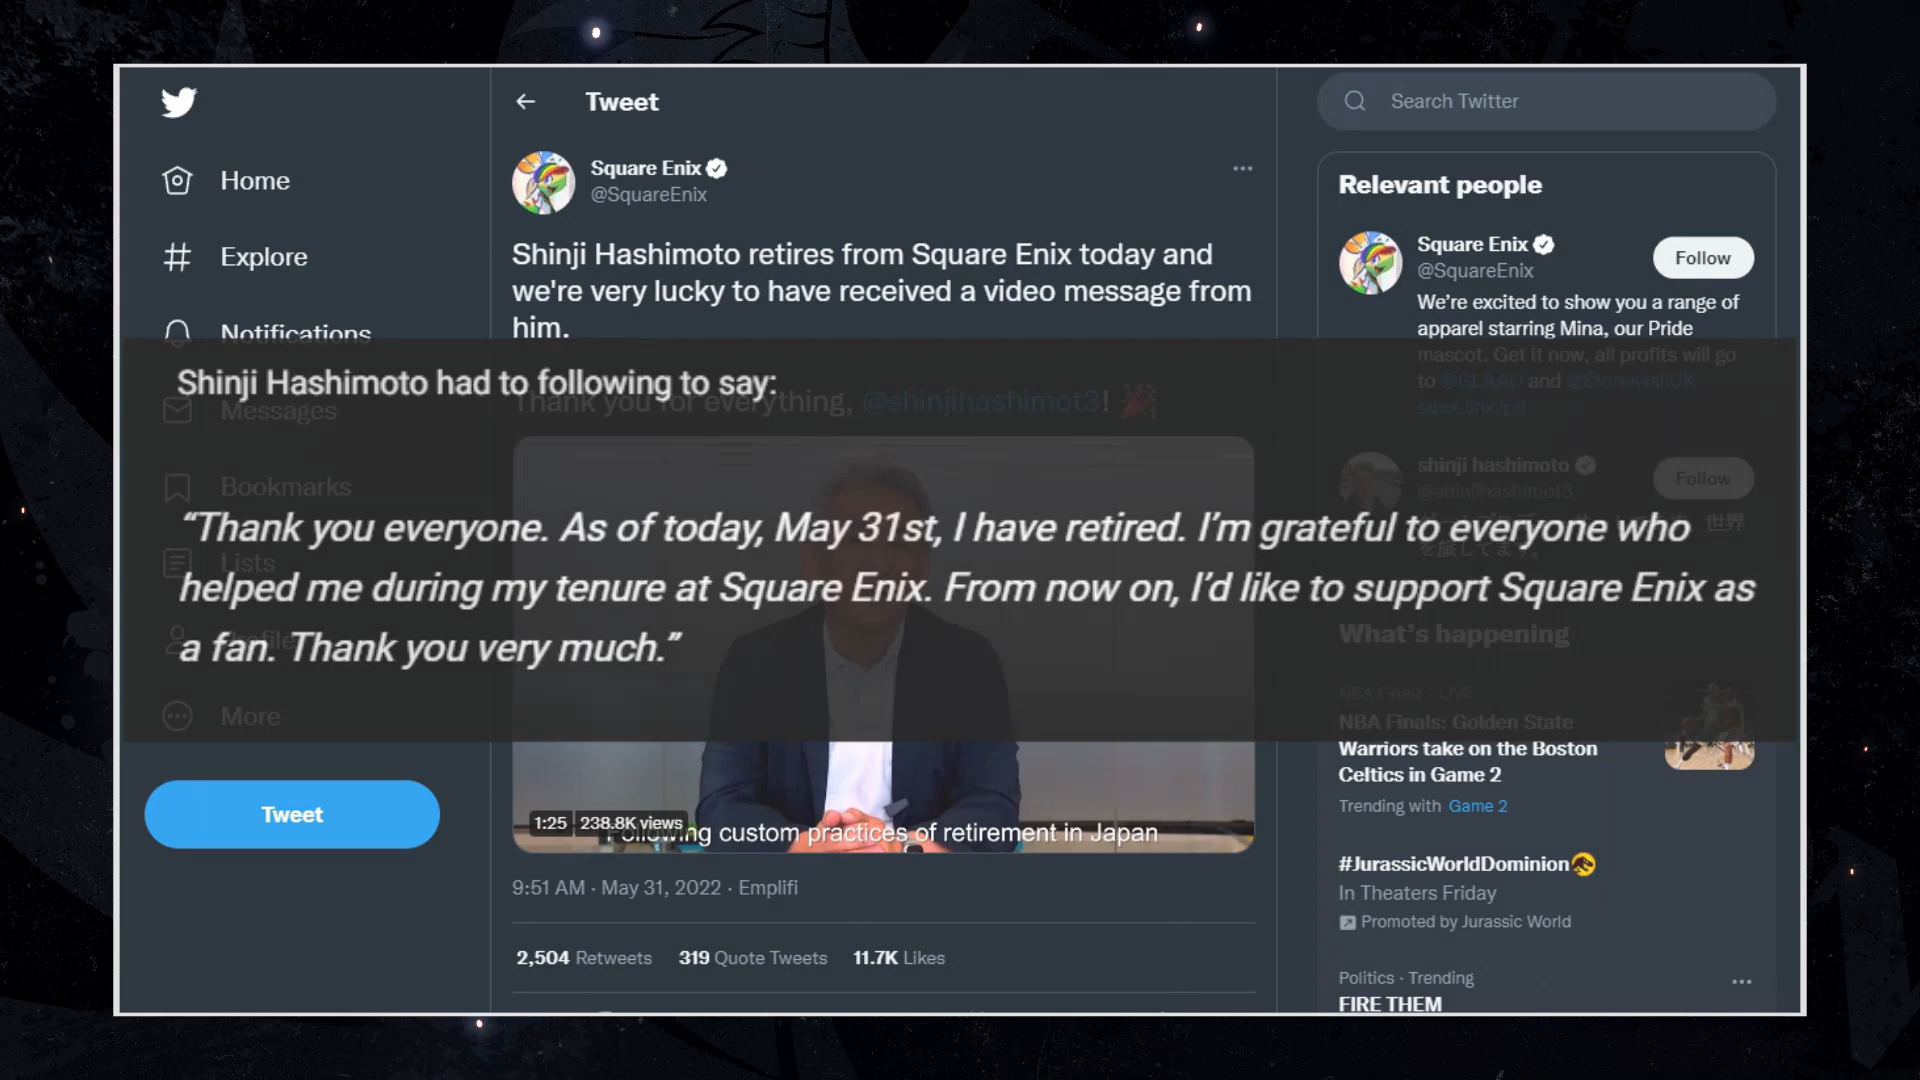 Home
Explore
Notifications
Messages
Bookmarks
Lists
Profile
More
Tweet
Tweet
Square Enix
@SquareEnix
Shinji Hashimoto retires from Square Enix today and
we're very lucky to have received a video message from
him.
Thank you for everything, @shinjihashimot3!
Shinji Hashimoto had to following to say:
“Thank you everyone. As of today, May 31st, I have retired. I’m grateful to everyone who
helped me during my tenure at Square Enix. From now on, I’d like to support Square Enix as
a fan. Thank you very much.”
1:25 238.8K views
Following custom practices of retirement in Japan
9:51 AM · May 31, 2022 · Emplifi
2,504 Retweets 319 Quote Tweets 11.7K Likes
Search Twitter
Relevant people
Square Enix
@SquareEnix
Follow
We’re excited to show you a range of
apparel starring Mina, our Pride
mascot. Get it now, all profits will go
to @GLAAD and @StonewallUK
shinji hashimoto
@shinjihashimot3
Follow
世界
What’s happening
NBA Finals · LIVE
NBA Finals: Golden State
Warriors take on the Boston
Celtics in Game 2
Trending with Game 2
#JurassicWorldDominion
In Theaters Friday
Promoted by Jurassic World
Politics · Trending
FIRE THEM